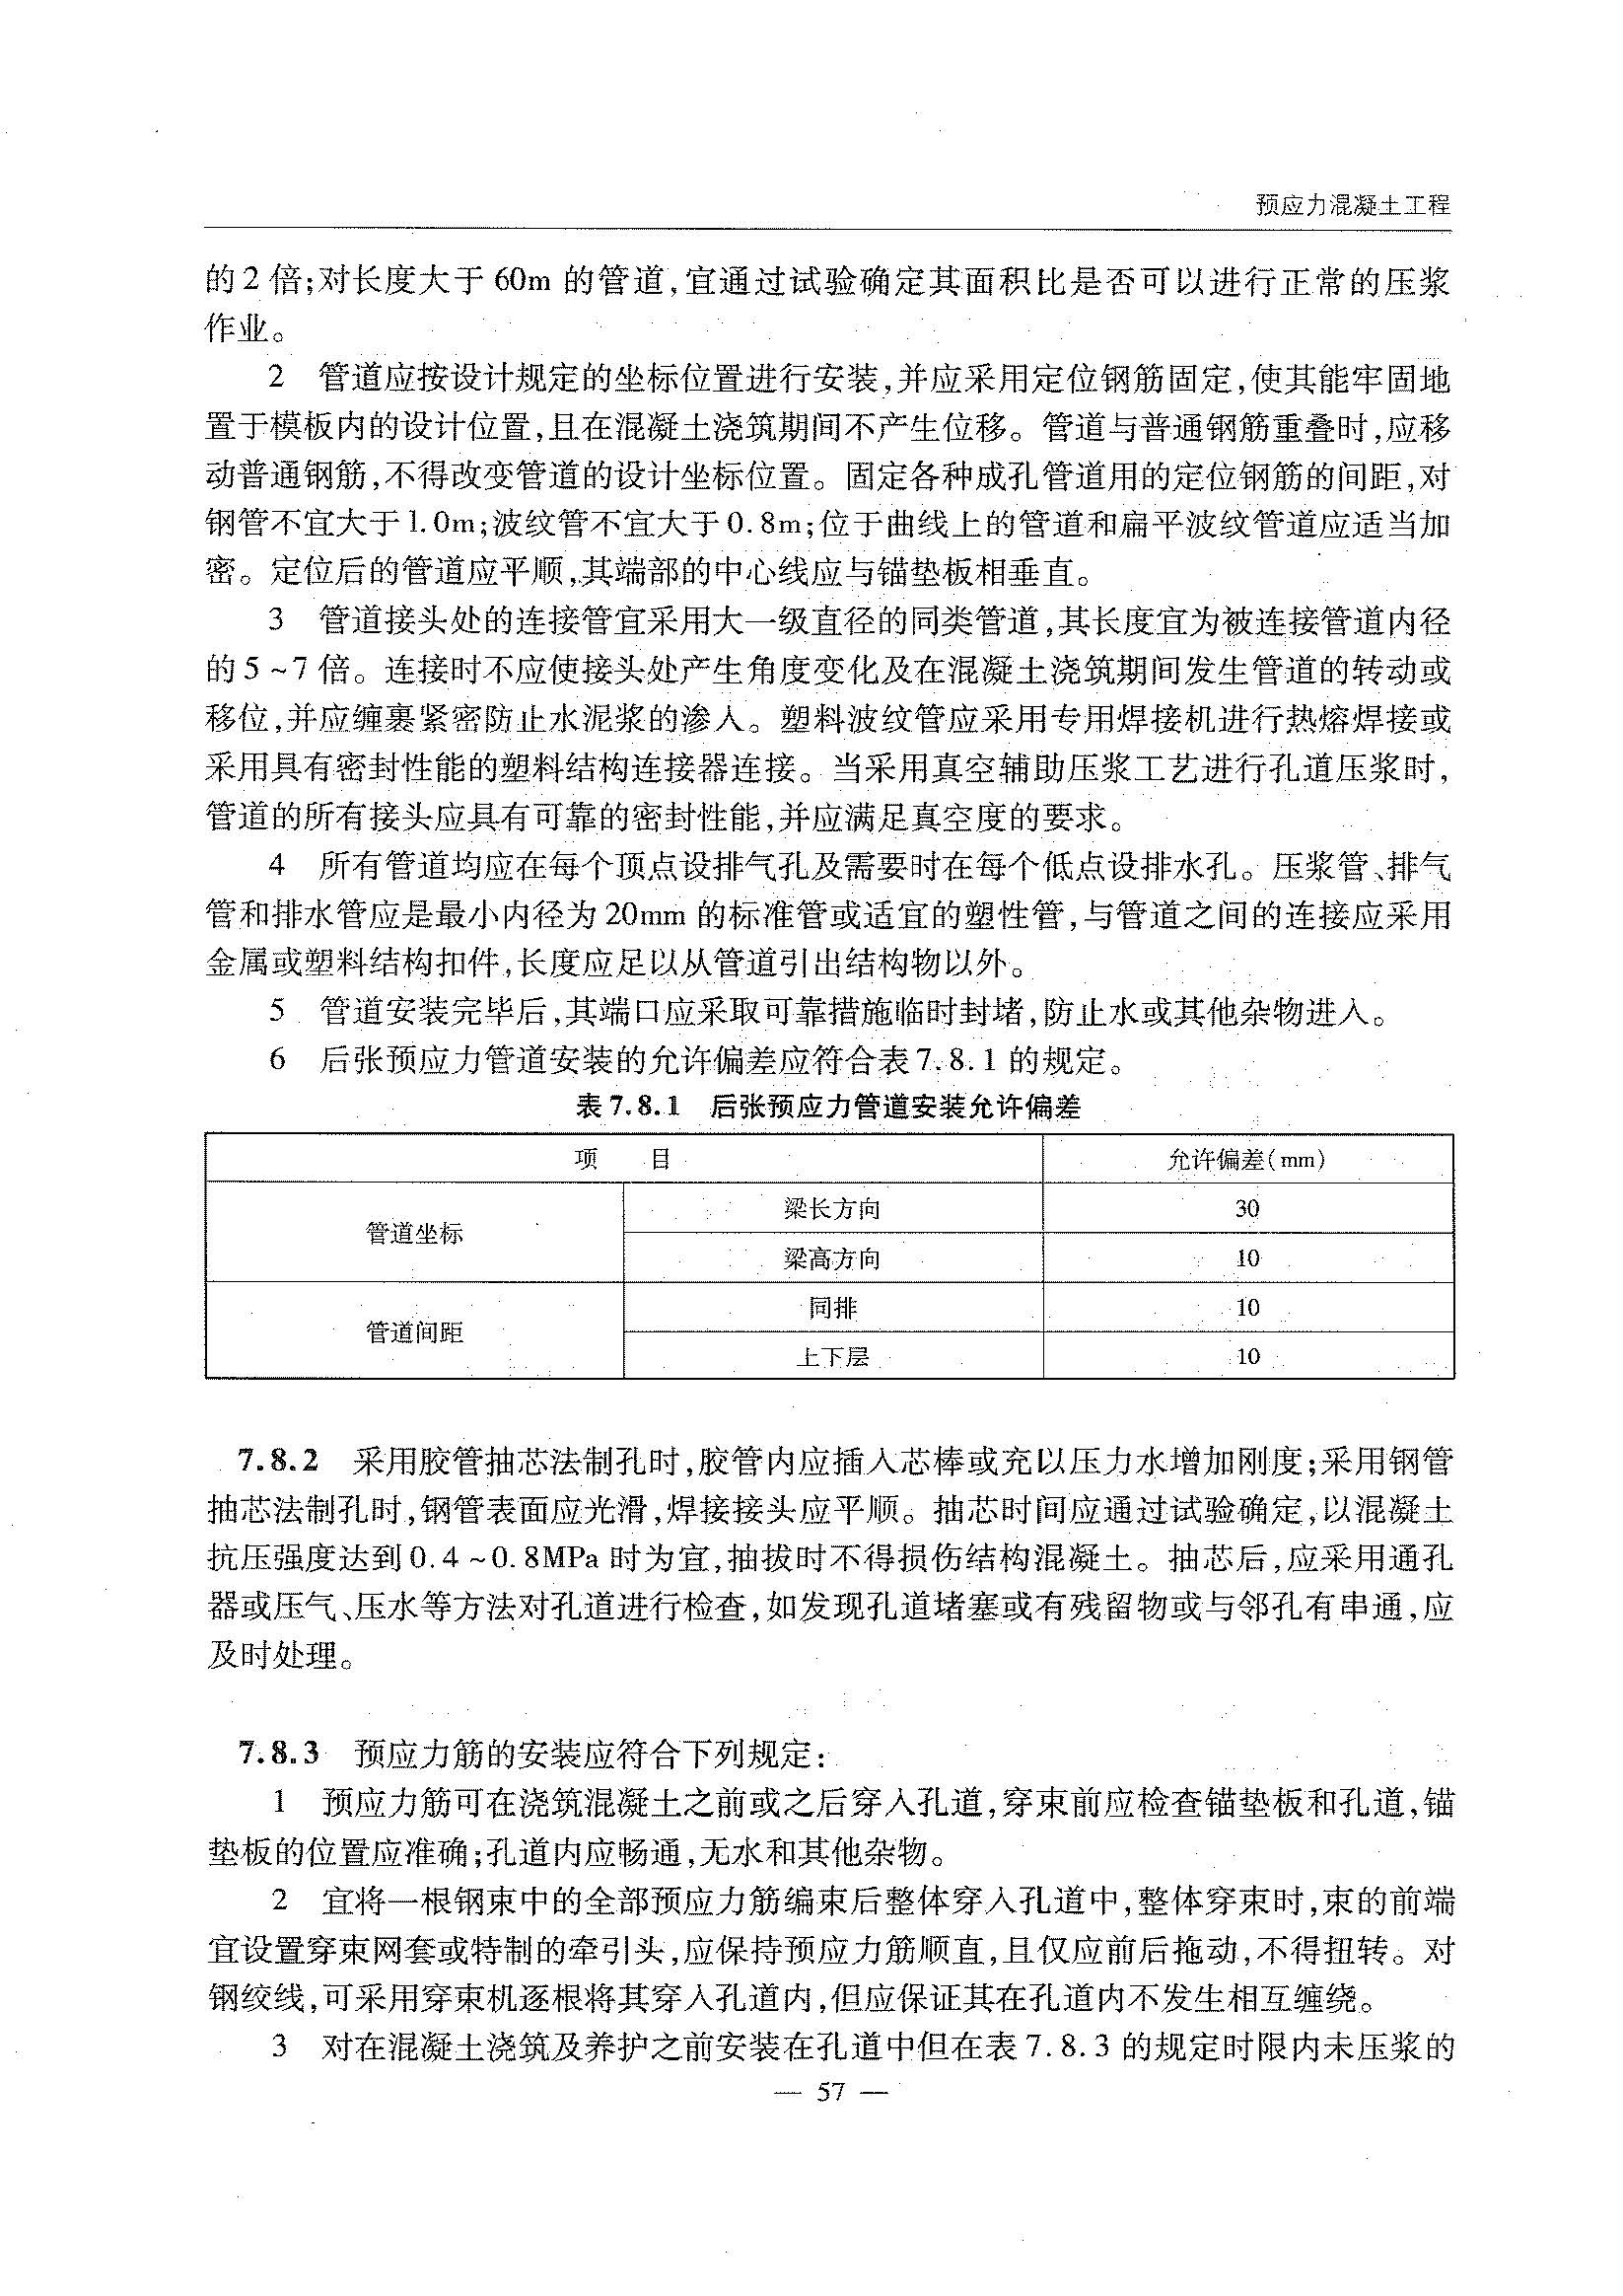 预应力混凝土工程
的2倍;对长度大于60m的管道,宜通过试验确定其面积比是否可以进行正常的压浆
作业。
2 管道应按设计规定的坐标位置进行安装,并应采用定位钢筋固定,使其能牢固地
置于模板内的设计位置,且在混凝土浇筑期间不产生位移。管道与普通钢筋重叠时,应移
动普通钢筋,不得改变管道的设计坐标位置。固定各种成孔管道用的定位钢筋的间距,对
钢管不宜大于1.0m;波纹管不宜大于0.8m;位于曲线上的管道和扁平波纹管道应适当加
密。定位后的管道应平顺,其端部的中心线应与锚垫板相垂直。
3 管道接头处的连接管宜采用大一级直径的同类管道,其长度宜为被连接管道内径
的5~7倍。连接时不应使接头处产生角度变化及在混凝土浇筑期间发生管道的转动或
移位,并应缠裹紧密防止水泥浆的渗入。塑料波纹管应采用专用焊接机进行热熔焊接或
采用具有密封性能的塑料结构连接器连接。当采用真空辅助压浆工艺进行孔道压浆时,
管道的所有接头应具有可靠的密封性能,并应满足真空度的要求。
4 所有管道均应在每个顶点设排气孔及需要时在每个低点设排水孔。压浆管、排气
管和排水管应是最小内径为20mm的标准管或适宜的塑性管,与管道之间的连接应采用
金属或塑料结构扣件,长度应足以从管道引出结构物以外。
5 管道安装完毕后,其端口应采取可靠措施临时封堵,防止水或其他杂物进入。
6 后张预应力管道安装的允许偏差应符合表7.8.1的规定。
表7.8.1 后张预应力管道安装允许偏差
项 目 允许偏差(mm)
管道坐标 梁长方向 30
梁高方向 10
管道间距 同排 10
上下层 10
7.8.2 采用胶管抽芯法制孔时,胶管内应插入芯棒或充以压力水增加刚度;采用钢管
抽芯法制孔时,钢管表面应光滑,焊接接头应平顺。抽芯时间应通过试验确定,以混凝土
抗压强度达到0.4~0.8MPa时为宜,抽拔时不得损伤结构混凝土。抽芯后,应采用通孔
器或压气、压水等方法对孔道进行检查,如发现孔道堵塞或有残留物或与邻孔有串通,应
及时处理。
7.8.3 预应力筋的安装应符合下列规定:
1 预应力筋可在浇筑混凝土之前或之后穿入孔道,穿束前应检查锚垫板和孔道,锚
垫板的位置应准确;孔道内应畅通,无水和其他杂物。
2 宜将一根钢束中的全部预应力筋编束后整体穿入孔道中,整体穿束时,束的前端
宜设置穿束网套或特制的牵引头,应保持预应力筋顺直,且仅应前后拖动,不得扭转。对
钢绞线,可采用穿束机逐根将其穿入孔道内,但应保证其在孔道内不发生相互缠绕。
3 对在混凝土浇筑及养护之前安装在孔道中但在表7.8.3的规定时限内未压浆的
— 57 —